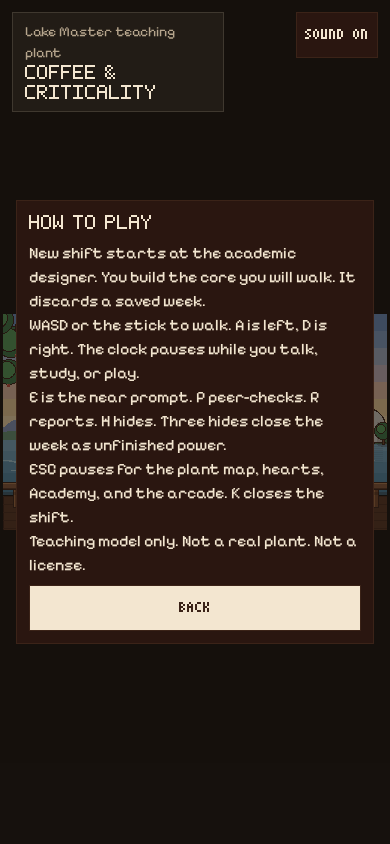 Lake Master teaching
plant
COFFEE &
CRITICALITY
SOUND ON
HOW TO PLAY
New shift starts at the academic
designer. You build the core you will walk. It
discards a saved week.
WASD or the stick to walk. A is left, D is
right. The clock pauses while you talk,
study, or play.
E is the near prompt. P peer-checks. R
reports. H hides. Three hides close the
week as unfinished power.
ESC pauses for the plant map, hearts,
Academy, and the arcade. K closes the
shift.
Teaching model only. Not a real plant. Not a
license.
BACK